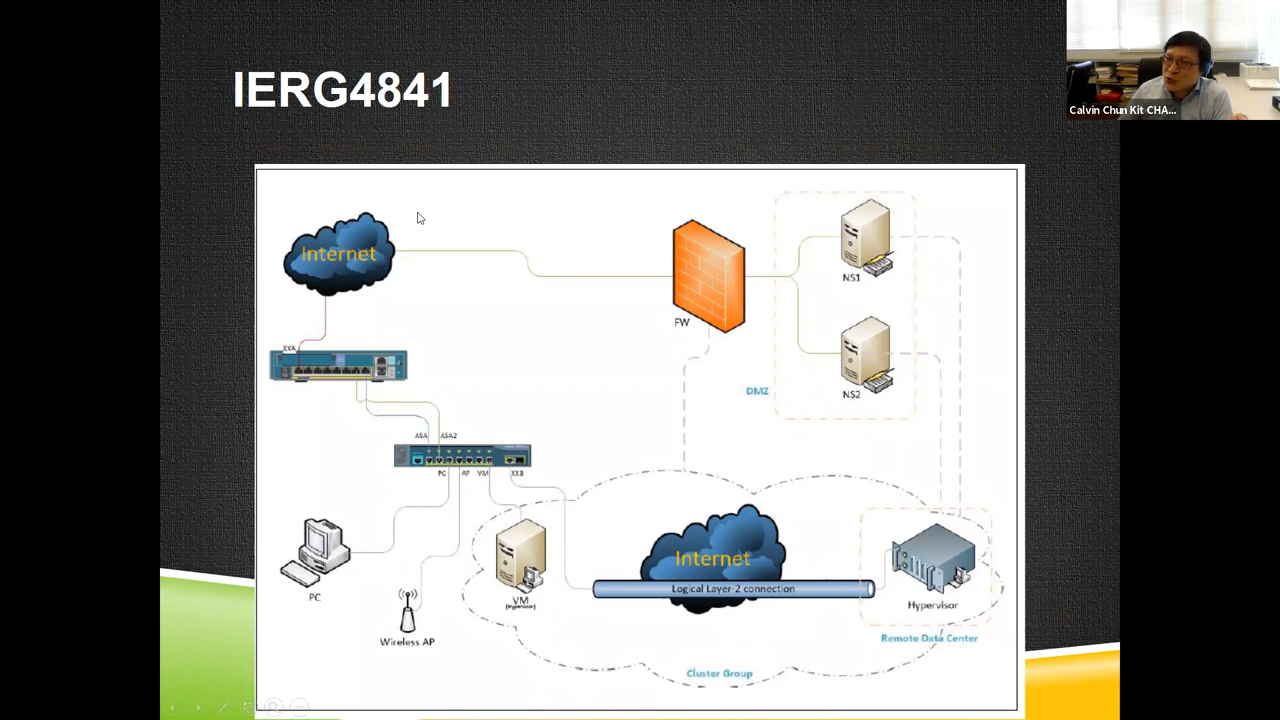 IERG4841
Calvin Chun Kit CHA...
Internet
NS1
FW
XXA
NS2
DMZ
ASA
ASA2
PC
AP
VM
XXB
Internet
Logical Layer-2 connection
PC
VM
(Hypervisor)
Hypervisor
Wireless AP
Remote Data Center
Cluster Group